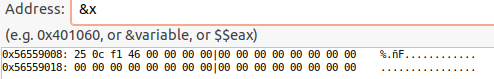 Address: &x
(e.g. 0x401060, or &variable, or $$eax)
0x56559008: 25 0c f1 46 00 00 00 00|00 00 00 00 00 00 00 00 %.ñF............
0x56559018: 00 00 00 00 00 00 00 00|00 00 00 00 00 00 00 00 ................